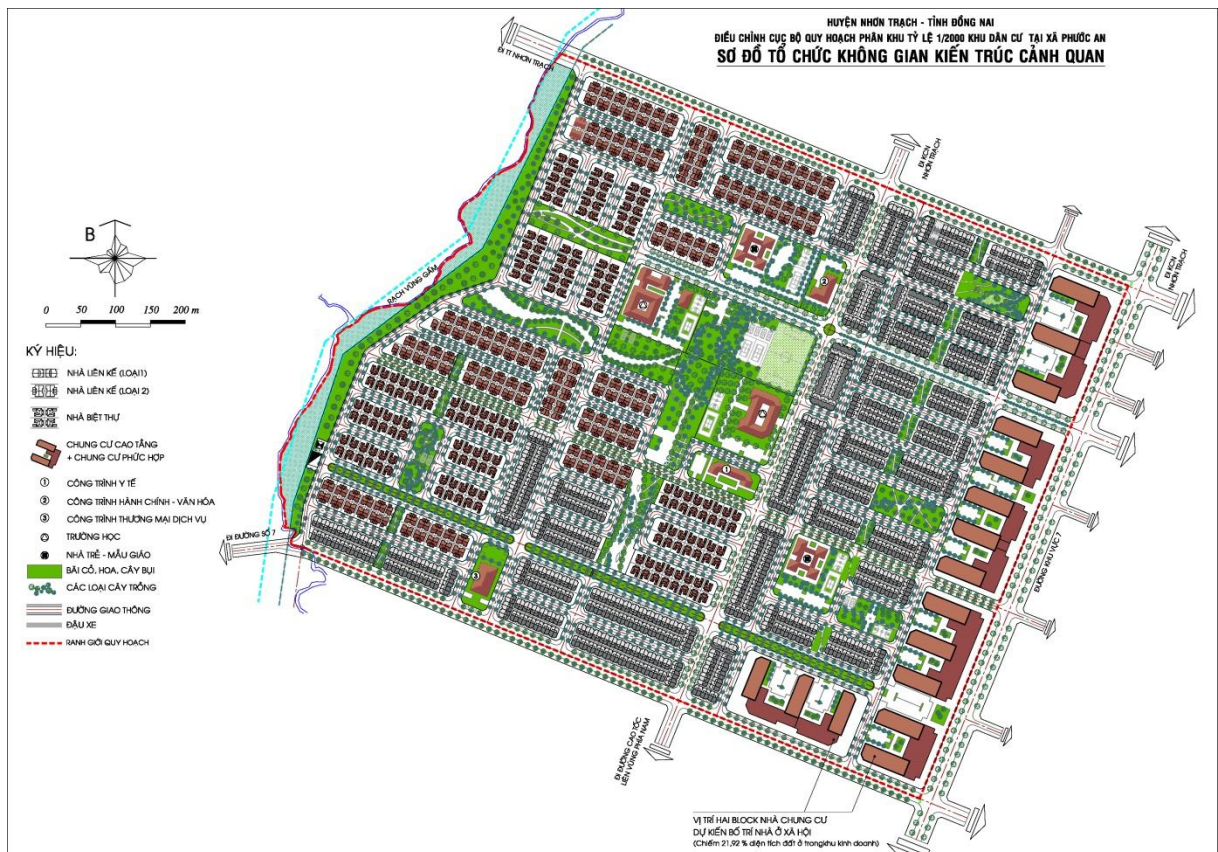 HUYỆN NHƠN TRẠCH - TỈNH ĐỒNG NAI
ĐIỀU CHỈNH CỤC BỘ QUY HOẠCH PHÂN KHU TỶ LỆ 1/2000 KHU DÂN CƯ TẠI XÃ PHƯỚC AN
SƠ ĐỒ TỔ CHỨC KHÔNG GIAN KIẾN TRÚC CẢNH QUAN
ĐI TT NHƠN TRẠCH
ĐI KCN
NHƠN TRẠCH
ĐI KCN
NHƠN TRẠCH
B
RẠCH VŨNG GẤM
0 50 100 150 200 m
KÝ HIỆU:
NHÀ LIÊN KẾ (LOẠI1)
NHÀ LIÊN KẾ (LOẠI 2)
NHÀ BIỆT THỰ
CHUNG CƯ CAO TẦNG
+ CHUNG CƯ PHỨC HỢP
1 CÔNG TRÌNH Y TẾ
2 CÔNG TRÌNH HÀNH CHÍNH - VĂN HÓA
3 CÔNG TRÌNH THƯƠNG MẠI DỊCH VỤ
TRƯỜNG HỌC
NHÀ TRẺ - MẪU GIÁO
BÃI CỎ, HOA, CÂY BỤI
CÁC LOẠI CÂY TRỒNG
ĐƯỜNG GIAO THÔNG
ĐẬU XE
RANH GIỚI QUY HOẠCH
2
1
3
ĐI ĐƯỜNG SỐ 7
ĐƯỜNG KHU VỰC 7
ĐI ĐƯỜNG CAO TỐC
LIÊN VÙNG PHÍA NAM
VỊ TRÍ HAI BLOCK NHÀ CHUNG CƯ
DỰ KIẾN BỐ TRÍ NHÀ Ở XÃ HỘI
(Chiếm 21,92 % diện tích đất ở trongkhu kinh doanh)